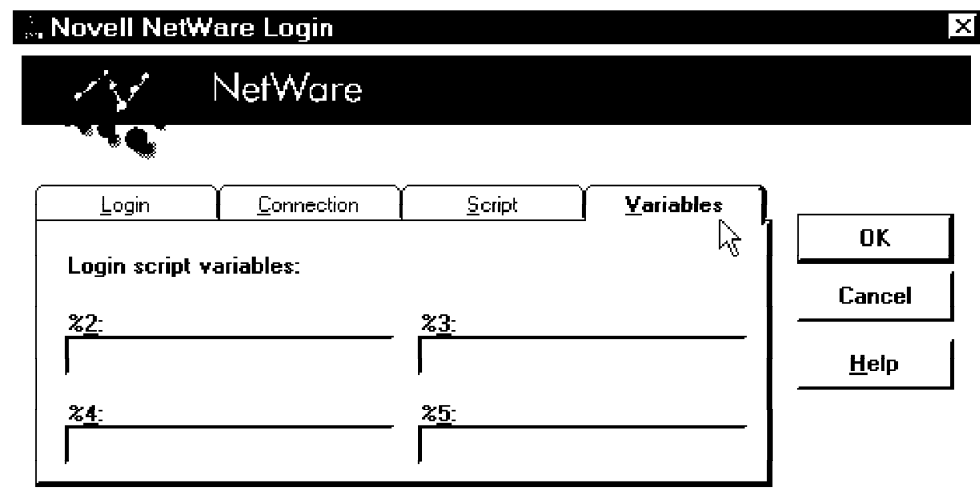 Novell NetWare Login
NetWare
Login Connection Script Variables
Login script variables:
%2: %3:
%4: %5:
OK
Cancel
Help